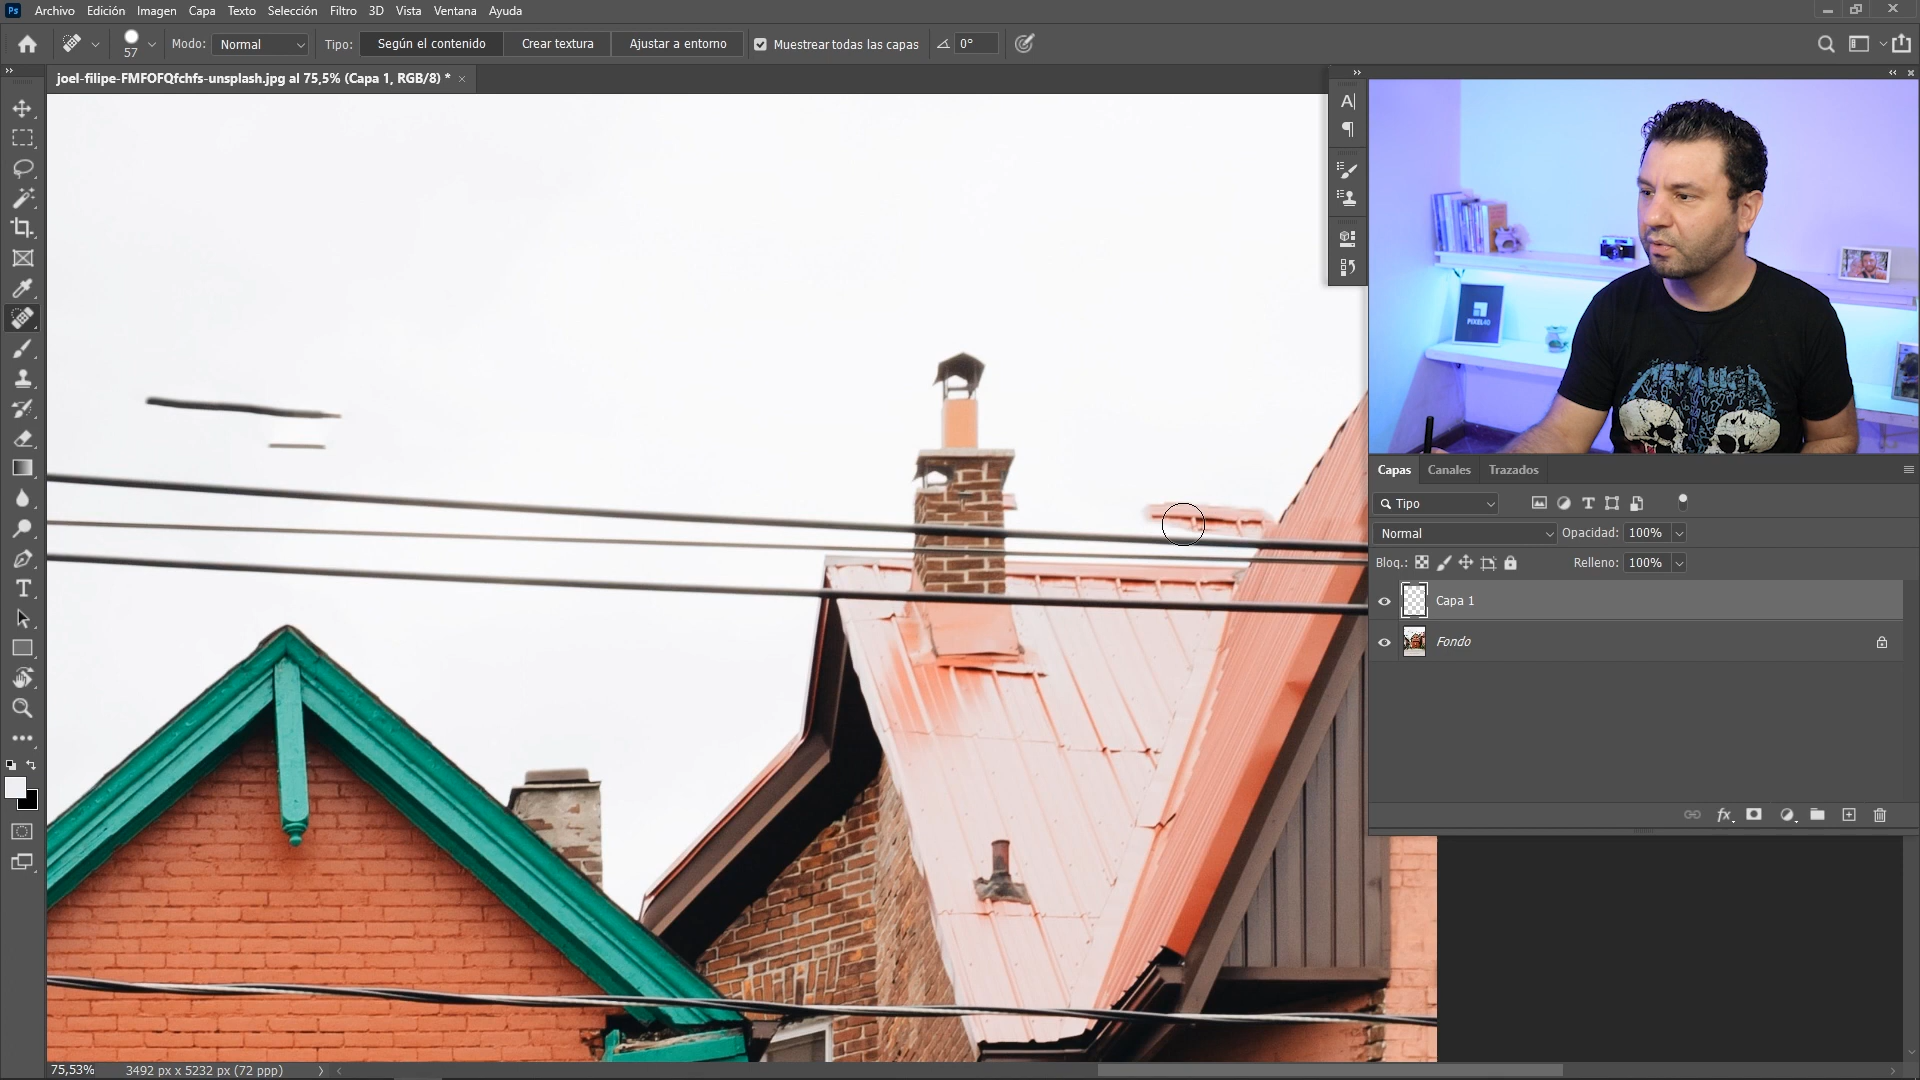 Ps Archivo Edición Imagen Capa Texto Selección Filtro 3D Vista Ventana Ayuda
57 Modo: Normal Tipo: Según el contenido Crear textura Ajustar a entorno Muestrear todas las capas 0°
joel-filipe-FMFOFQfchfs-unsplash.jpg al 75,5% (Capa 1, RGB/8) * ×
PIXEL40
Capas Canales Trazados
Tipo
Normal Opacidad: 100%
Bloq.: Relleno: 100%
Capa 1
Fondo
fx
75,53% 3492 px x 5232 px (72 ppp)